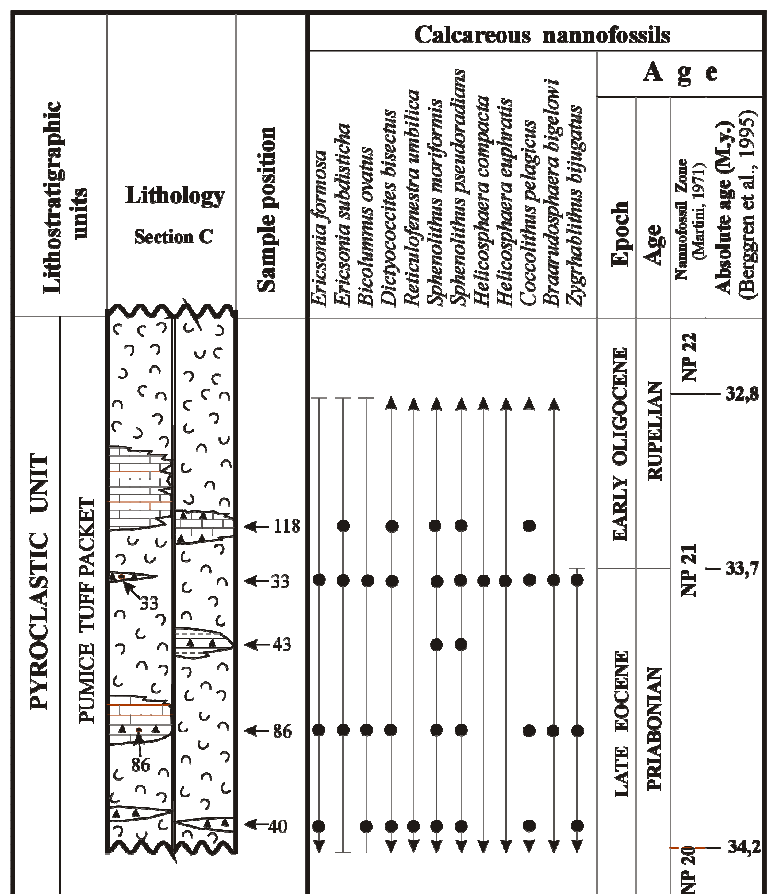 Calcareous nannofossils
Age
Lithostratigraphic
units
Lithology
Section C
Sample position
Ericsonia formosa
Ericsonia subdisticha
Bicolumnus ovatus
Dictyococcites bisectus
Reticulofenestra umbilica
Sphenolithus moriformis
Sphenolithus pseudoradians
Helicosphaera compacta
Helicosphaera euphratis
Coccolithus pelagicus
Braarudosphaera bigelowi
Zygrhablithus bijugatus
Epoch
Age
Nannofossil Zone
(Martini, 1971)
Absolute age (M.y.)
(Berggren et al., 1995)
PYROCLASTIC UNIT
PUMICE TUFF PACKET
118
33
33
43
86
86
40
EARLY OLIGOCENE
LATE EOCENE
RUPELIAN
PRIABONIAN
NP 22
NP 21
NP 20
32,8
33,7
34,2